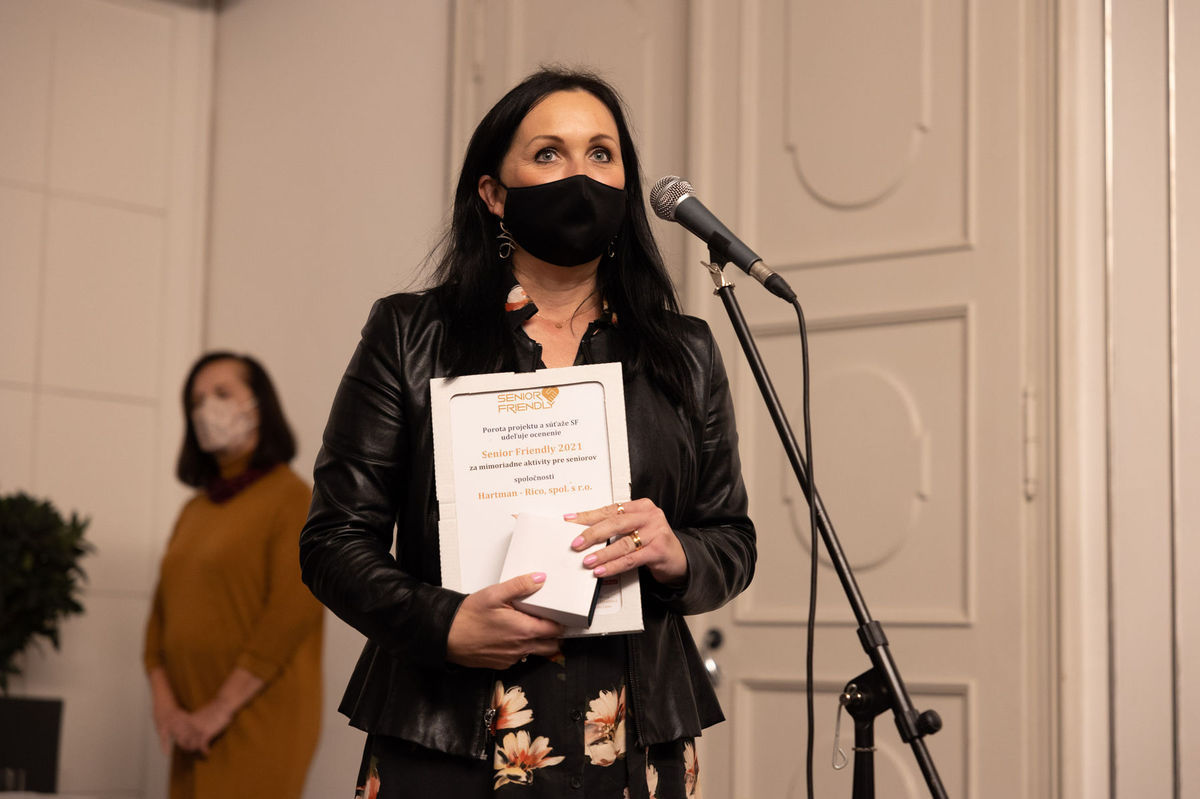 SENIOR
FRIENDLY
Porota projektu a súťaže SF
udeľuje ocenenie
Senior Friendly 2021
za mimoriadne aktivity pre seniorov
spoločnosti
Hartman - Rico, spol. s r.o.